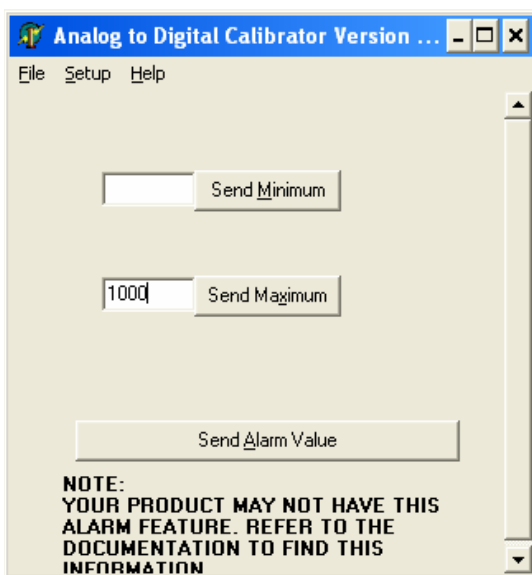 Analog to Digital Calibrator Version ...
File Setup Help
Send Minimum
1000 Send Maximum
Send Alarm Value
NOTE:
YOUR PRODUCT MAY NOT HAVE THIS
ALARM FEATURE. REFER TO THE
DOCUMENTATION TO FIND THIS
INFORMATION